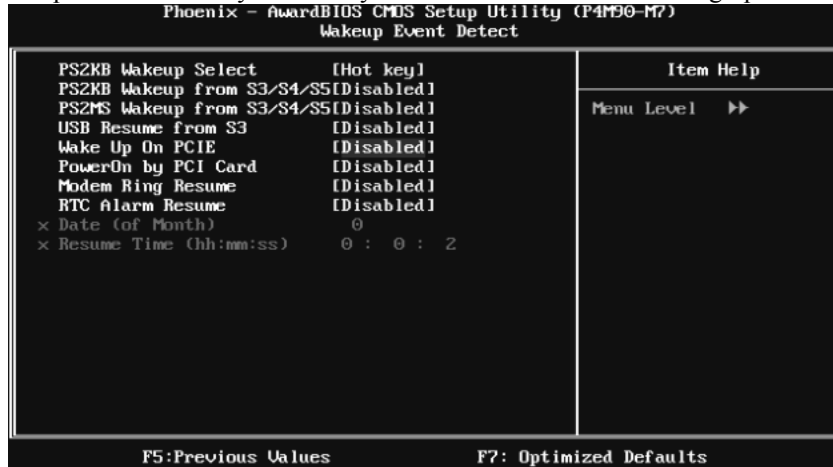 Phoenix - AwardBIOS CMOS Setup Utility (P4M90-M7)
Wakeup Event Detect
PS2KB Wakeup Select [Hot key]
PS2KB Wakeup from S3/S4/S5[Disabled]
PS2MS Wakeup from S3/S4/S5[Disabled]
USB Resume from S3 [Disabled]
Wake Up On PCIE [Disabled]
PowerOn by PCI Card [Disabled]
Modem Ring Resume [Disabled]
RTC Alarm Resume [Disabled]
x Date (of Month) 0
x Resume Time (hh:mm:ss) 0 : 0 : 2
Item Help
Menu Level ►►
F5:Previous Values F7: Optimized Defaults